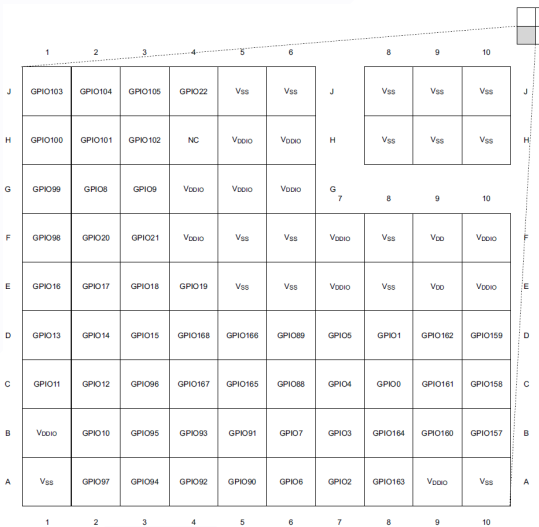 1 2 3 4 5 6 8 9 10
J GPIO103 GPIO104 GPIO105 GPIO22 VSS VSS J VSS VSS VSS J
H GPIO100 GPIO101 GPIO102 NC VDDIO VDDIO H VSS VSS VSS H
G GPIO99 GPIO8 GPIO9 VDDIO VDDIO VDDIO G
7 8 9 10
F GPIO98 GPIO20 GPIO21 VDDIO VSS VSS VDDIO VSS VDD VDDIO F
E GPIO16 GPIO17 GPIO18 GPIO19 VSS VSS VDDIO VSS VDD VDDIO E
D GPIO13 GPIO14 GPIO15 GPIO168 GPIO166 GPIO89 GPIO5 GPIO1 GPIO162 GPIO159 D
C GPIO11 GPIO12 GPIO96 GPIO167 GPIO165 GPIO88 GPIO4 GPIO0 GPIO161 GPIO158 C
B VDDIO GPIO10 GPIO95 GPIO93 GPIO91 GPIO7 GPIO3 GPIO164 GPIO160 GPIO157 B
A VSS GPIO97 GPIO94 GPIO92 GPIO90 GPIO6 GPIO2 GPIO163 VDDIO VSS A
1 2 3 4 5 6 7 8 9 10